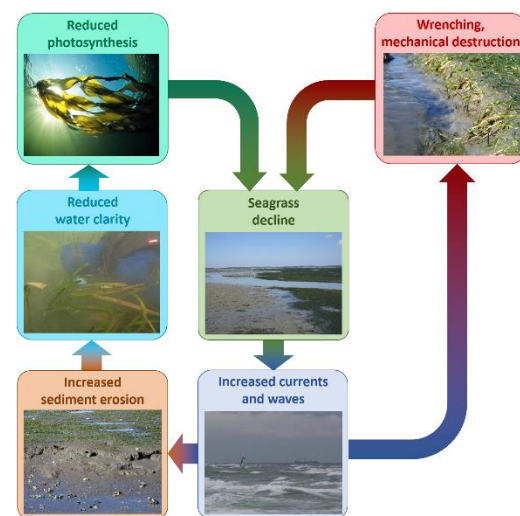 Reduced
photosynthesis
Wrenching,
mechanical destruction
Reduced
water clarity
Seagrass
decline
Increased
sediment erosion
Increased currents
and waves